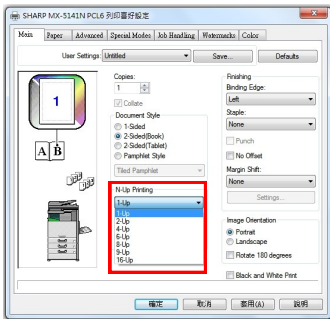 SHARP MX-5141N PCL6 列印喜好設定
Main Paper Advanced Special Modes Job Handling Watermarks Color
User Settings: Untitled Save... Defaults
Copies:
1
Collate
Document Style
1-Sided
2-Sided(Book)
2-Sided(Tablet)
Pamphlet Style
Tiled Pamphlet
N-Up Printing
1-Up
1-Up
2-Up
4-Up
6-Up
8-Up
9-Up
16-Up
1
A B
Finishing
Binding Edge:
Left
Staple:
None
Punch
No Offset
Margin Shift:
None
Settings...
Image Orientation
Portrait
Landscape
Rotate 180 degrees
Black and White Print
確定 取消 套用(A) 說明